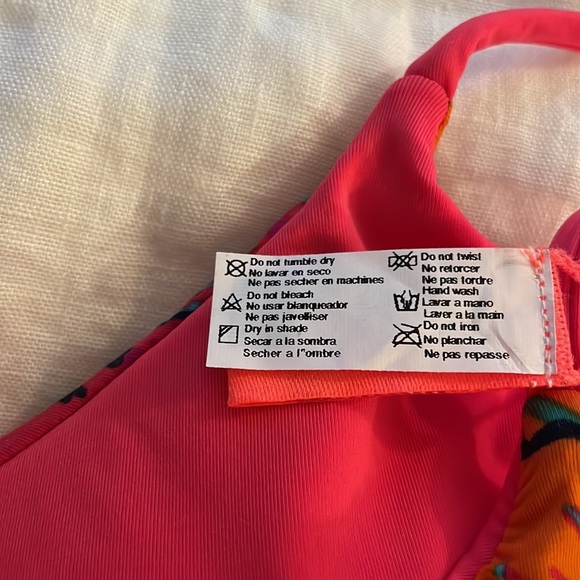 Do not tumble dry
No lavar en seco
Ne pas secher en machines
Do not bleach
No usar blanqueador
Ne pas javelliser
Dry in shade
Secar a la sombra
Secher a l"ombre
Do not twist
No retorcer
Ne pas tordre
Hand wash
Lavar a mano
Laver a la main
Do not iron
No planchar
Ne pas repasse